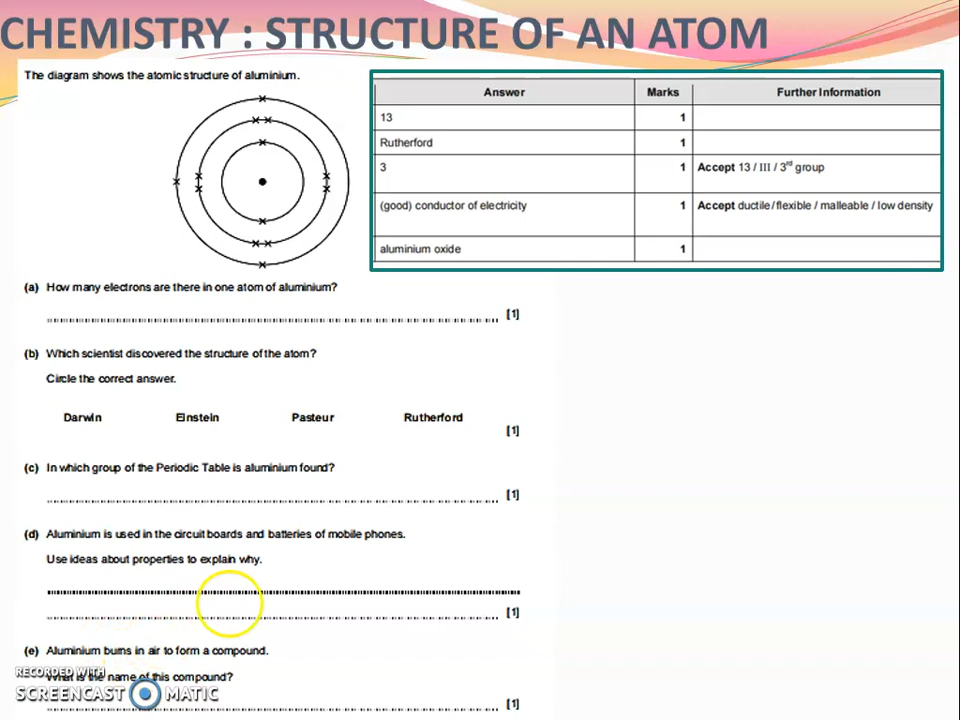 CHEMISTRY : STRUCTURE OF AN ATOM
The diagram shows the atomic structure of aluminium.
Answer Marks Further Information
13 1
Rutherford 1
3 1 Accept 13 / III / 3rd group
(good) conductor of electricity 1 Accept ductile / flexible / malleable / low density
aluminium oxide 1
(a) How many electrons are there in one atom of aluminium?
[1]
(b) Which scientist discovered the structure of the atom?
Circle the correct answer.
Darwin Einstein Pasteur Rutherford
[1]
(c) In which group of the Periodic Table is aluminium found?
[1]
(d) Aluminium is used in the circuit boards and batteries of mobile phones.
Use ideas about properties to explain why.
[1]
(e) Aluminium burns in air to form a compound.
RECORDED WITH
What is the name of this compound?
SCREENCAST MATIC
[1]